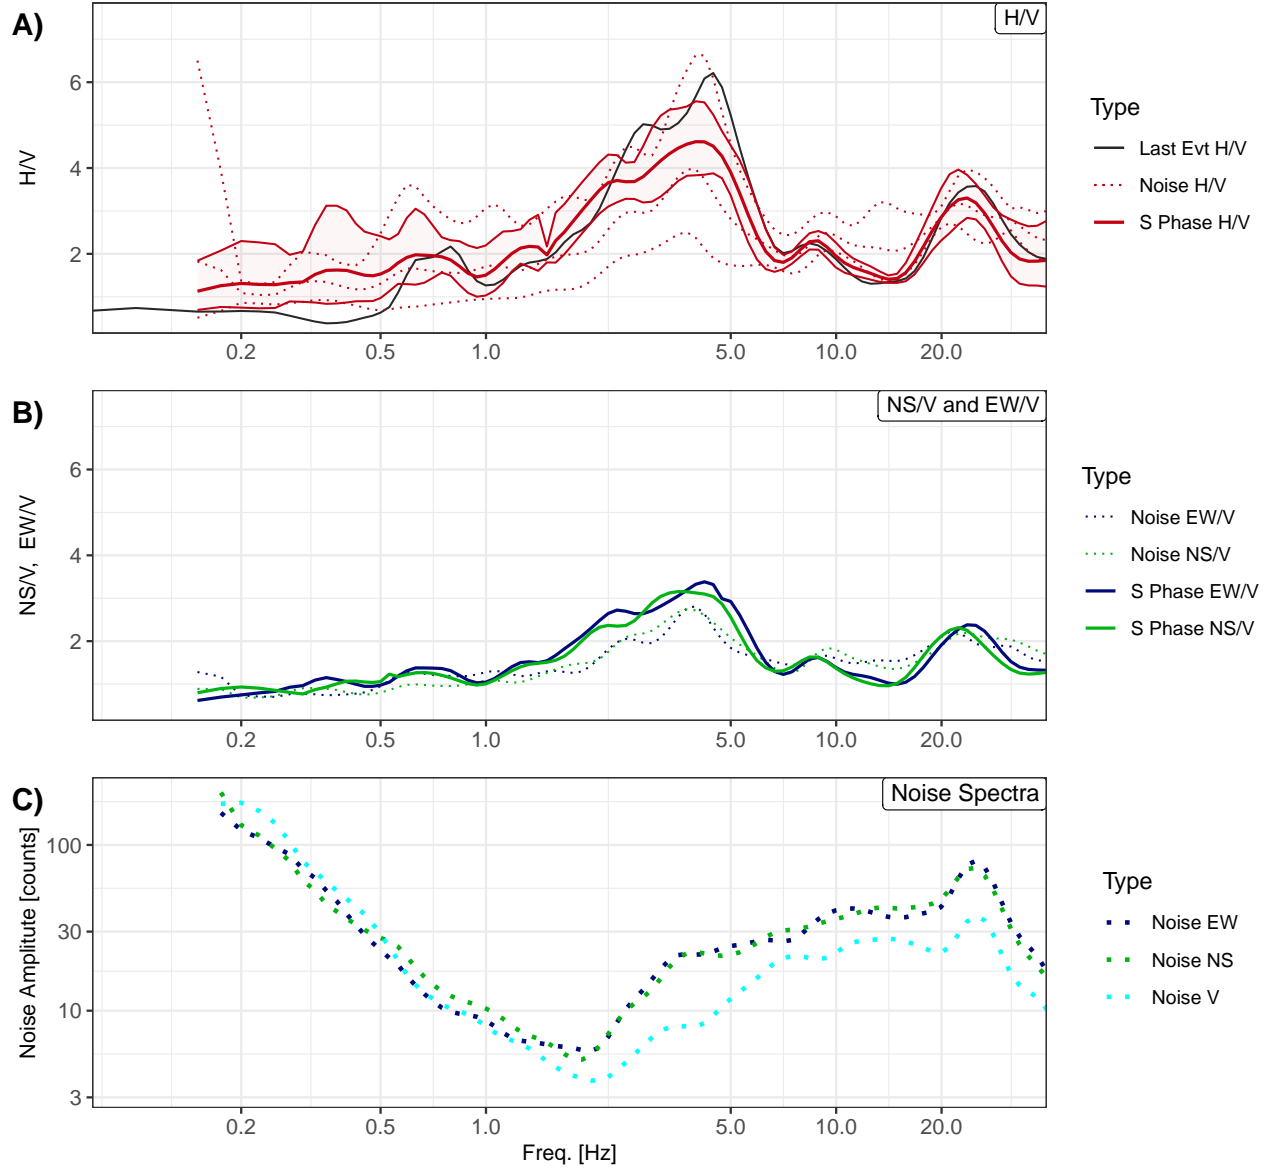 A)
H/V
6
4
2
H/V
0.2 0.5 1.0 5.0 10.0 20.0
Type
Last Evt H/V
Noise H/V
S Phase H/V
B)
NS/V and EW/V
6
4
2
NS/V, EW/V
0.2 0.5 1.0 5.0 10.0 20.0
Type
Noise EW/V
Noise NS/V
S Phase EW/V
S Phase NS/V
C)
Noise Spectra
100
30
10
3
Noise Amplitute [counts]
0.2 0.5 1.0 5.0 10.0 20.0
Freq. [Hz]
Type
Noise EW
Noise NS
Noise V